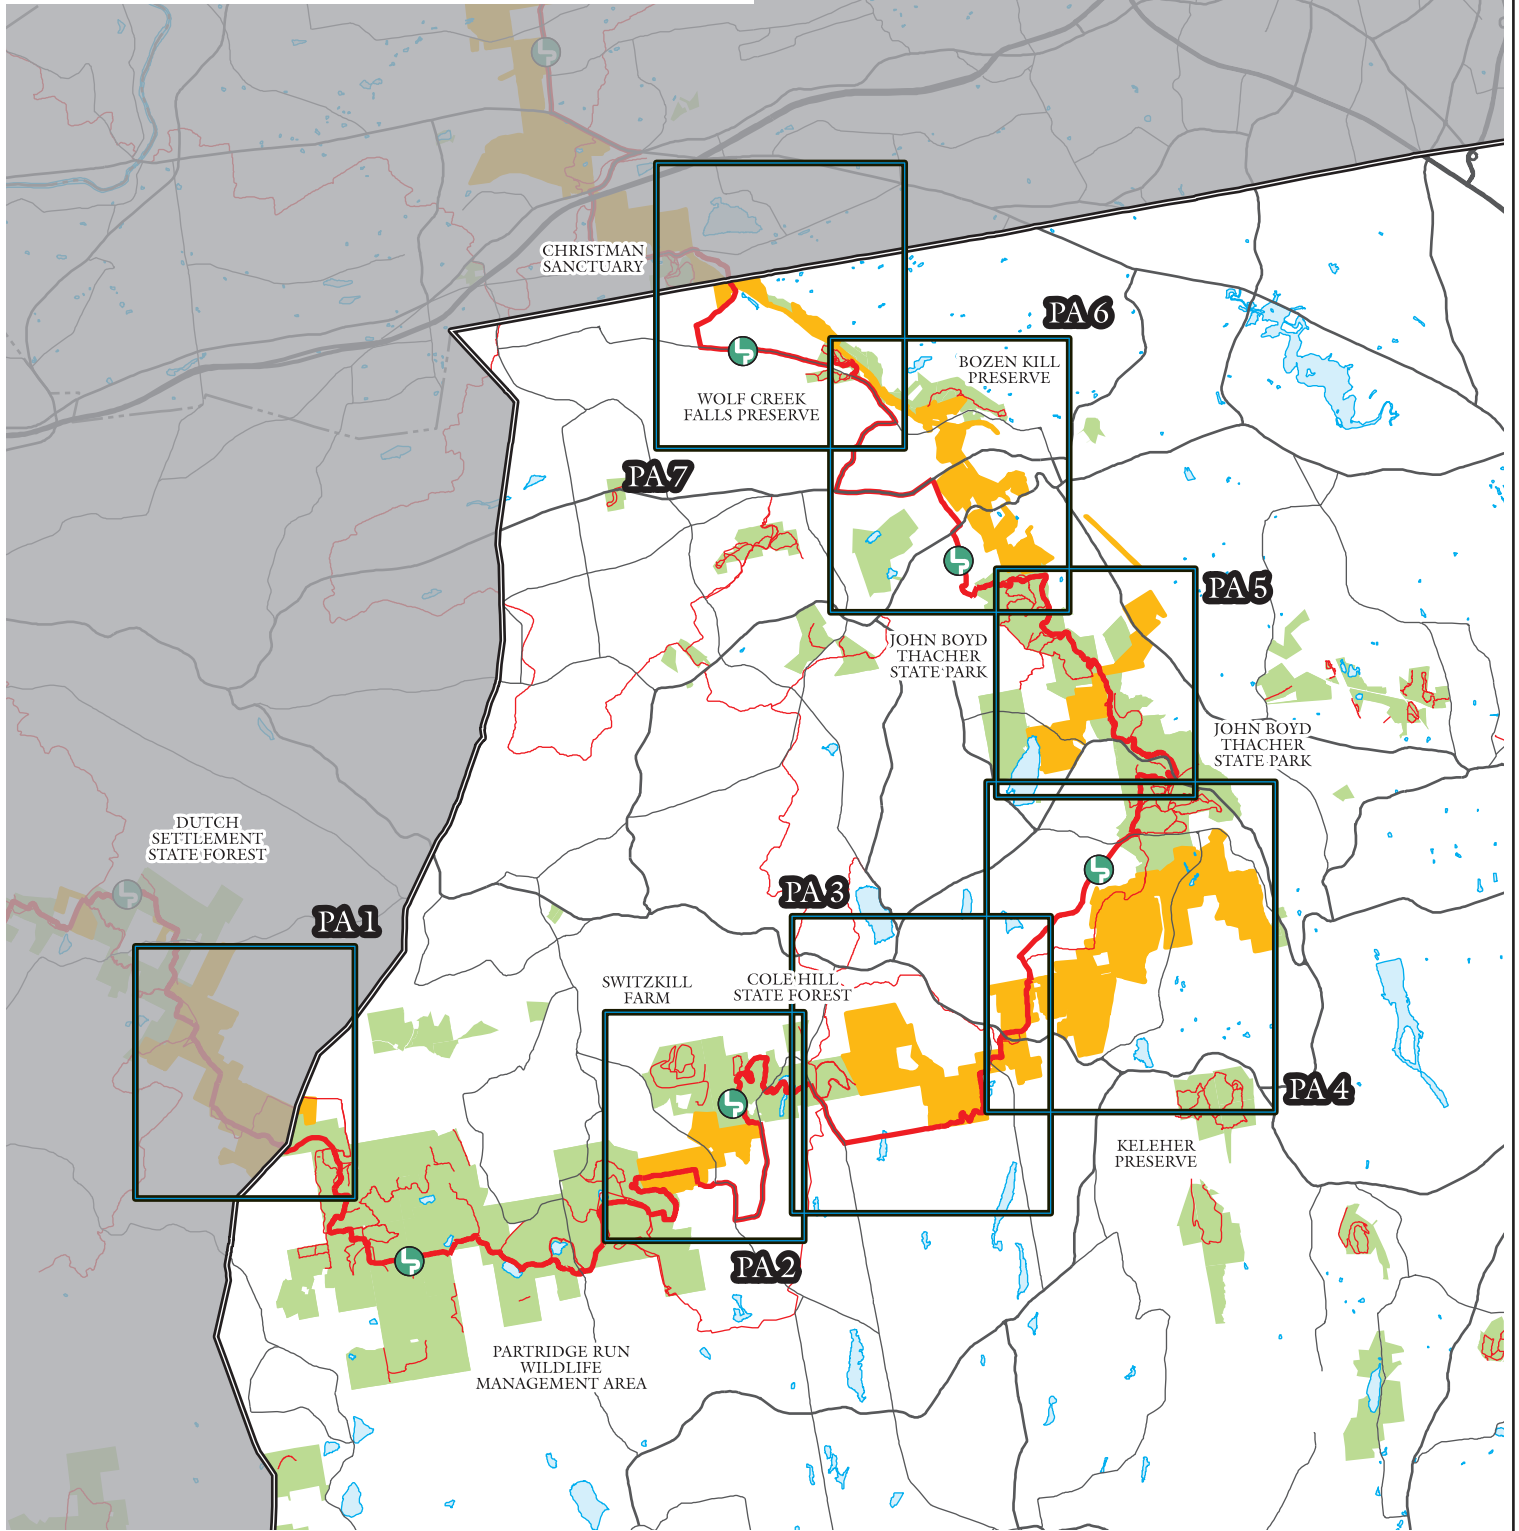 CHRISTMAN
SANCTUARY
PA 6
BOZEN KILL
PRESERVE
WOLF CREEK
FALLS PRESERVE
PA 7
PA 5
JOHN BOYD
THACHER
STATE PARK
JOHN BOYD
THACHER
STATE PARK
DUTCH
SETTLEMENT
STATE FOREST
PA 3
PA 1
SWITZKILL
FARM
COLE HILL
STATE FOREST
PA 4
KELEHER
PRESERVE
PA 2
PARTRIDGE RUN
WILDLIFE
MANAGEMENT AREA